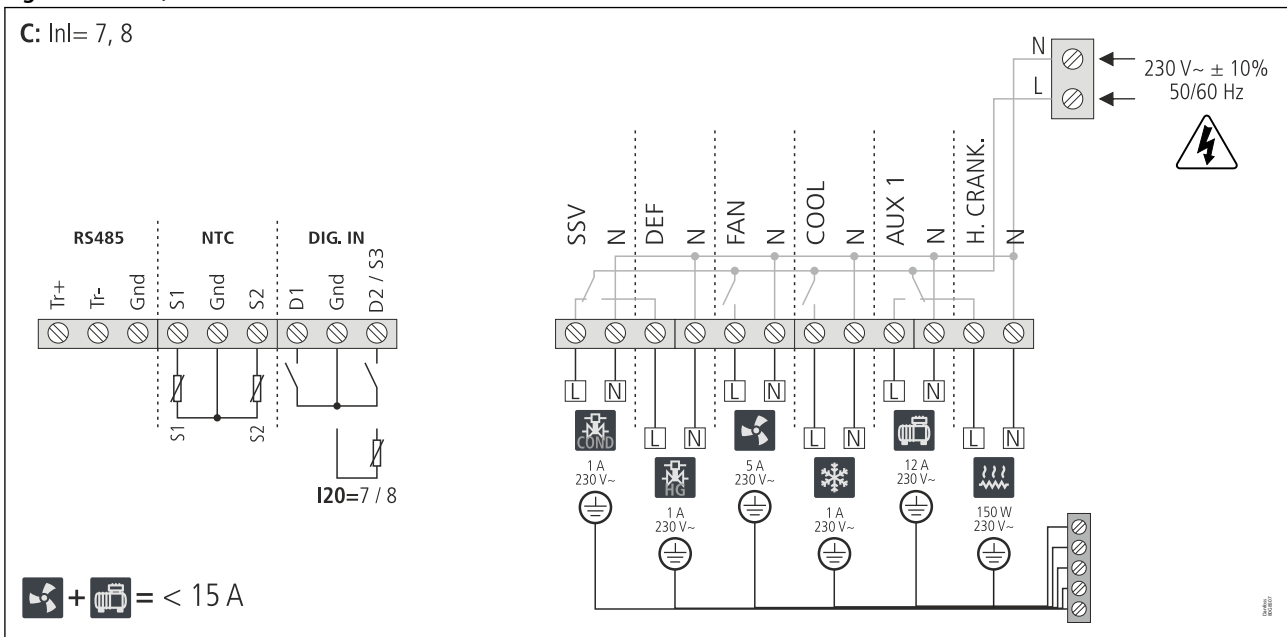 C: InI= 7, 8
N
L
230 V~ ± 10%
50/60 Hz
RS485
NTC
DIG. IN
Tr+
Tr-
Gnd
S1
Gnd
S2
D1
Gnd
D2 / S3
SSV
N
DEF
N
FAN
N
COOL
N
AUX 1
N
H. CRANK.
N
S1
S2
I20=7 / 8
L N
L N
L N
L N
L N
L N
COND
HG
1 A
230 V~
1 A
230 V~
5 A
230 V~
1 A
230 V~
12 A
230 V~
150 W
230 V~
+ = < 15 A
Danfoss